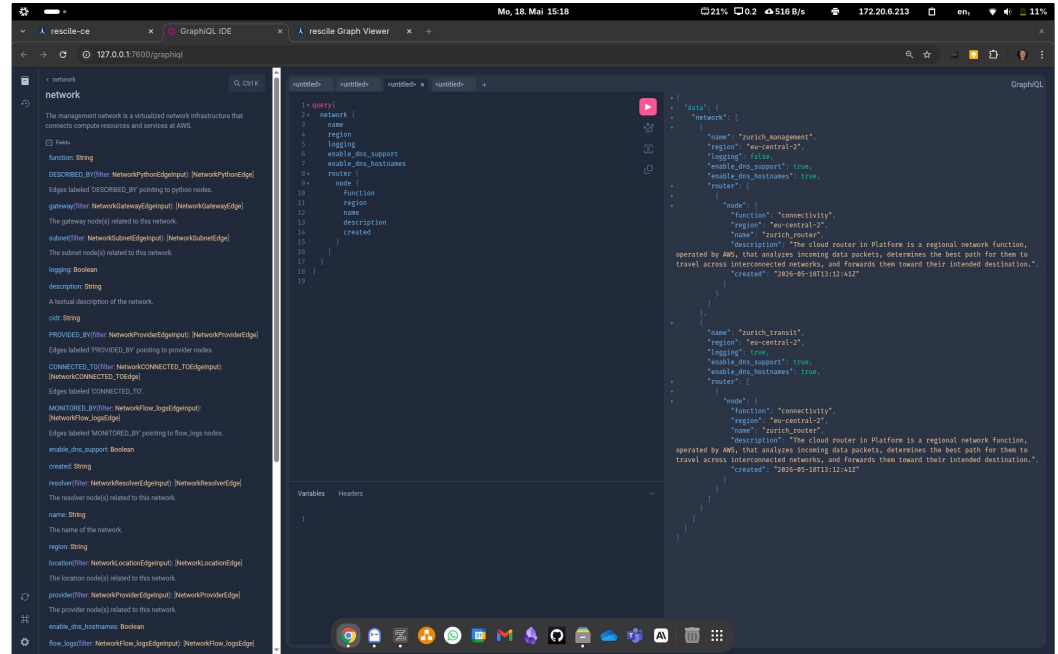 Mo, 18. Mai 15:18
21% 0.2 516 B/s 172.20.6.213 en₁ 11%
rescile-ce × GraphiQL IDE × rescile Graph Viewer × +
127.0.0.1:7600/graphiql
< network
Ctrl K
network
The management network is a virtualized network infrastructure that
connects compute resources and services at AWS.
Fields
function: String
DESCRIBED_BY(filter: NetworkPythonEdgeInput): [NetworkPythonEdge]
Edges labeled 'DESCRIBED_BY' pointing to python nodes.
gateway(filter: NetworkGatewayEdgeInput): [NetworkGatewayEdge]
The gateway node(s) related to this network.
subnet(filter: NetworkSubnetEdgeInput): [NetworkSubnetEdge]
The subnet node(s) related to this network.
logging: Boolean
description: String
A textual description of the network.
cidr: String
PROVIDED_BY(filter: NetworkProviderEdgeInput): [NetworkProviderEdge]
Edges labeled 'PROVIDED_BY' pointing to provider nodes.
CONNECTED_TO(filter: NetworkCONNECTED_TOEdgeInput):
[NetworkCONNECTED_TOEdge]
Edges labeled 'CONNECTED_TO'.
MONITORED_BY(filter: NetworkFlow_logsEdgeInput):
[NetworkFlow_logsEdge]
Edges labeled 'MONITORED_BY' pointing to flow_logs nodes.
enable_dns_support: Boolean
created: String
resolver(filter: NetworkResolverEdgeInput): [NetworkResolverEdge]
The resolver node(s) related to this network.
name: String
The name of the network.
region: String
location(filter: NetworkLocationEdgeInput): [NetworkLocationEdge]
The location node(s) related to this network.
provider(filter: NetworkProviderEdgeInput): [NetworkProviderEdge]
The provider node(s) related to this network.
enable_dns_hostnames: Boolean
flow_logs(filter: NetworkFlow_logsEdgeInput): [NetworkFlow_logsEdge]
<untitled> <untitled> <untitled> × <untitled> +
GraphiQL
1 query{
2 network {
3 name
4 region
5 logging
6 enable_dns_support
7 enable_dns_hostnames
8 router {
9 node {
10 function
11 region
12 name
13 description
14 created
15 }
16 }
17 }
18 }
19
Variables Headers
1
{
"data": {
"network": [
{
"name": "zurich_management",
"region": "eu-central-2",
"logging": false,
"enable_dns_support": true,
"enable_dns_hostnames": true,
"router": [
{
"node": {
"function": "connectivity",
"region": "eu-central-2",
"name": "zurich_router",
"description": "The cloud router in Platform is a regional network function,
operated by AWS, that analyzes incoming data packets, determines the best path for them to
travel across interconnected networks, and forwards them toward their intended destination.",
"created": "2026-05-18T13:12:41Z"
}
}
]
},
{
"name": "zurich_transit",
"region": "eu-central-2",
"logging": true,
"enable_dns_support": true,
"enable_dns_hostnames": true,
"router": [
{
"node": {
"function": "connectivity",
"region": "eu-central-2",
"name": "zurich_router",
"description": "The cloud router in Platform is a regional network function,
operated by AWS, that analyzes incoming data packets, determines the best path for them to
travel across interconnected networks, and forwards them toward their intended destination.",
"created": "2026-05-18T13:12:41Z"
}
}
]
}
]
}
}